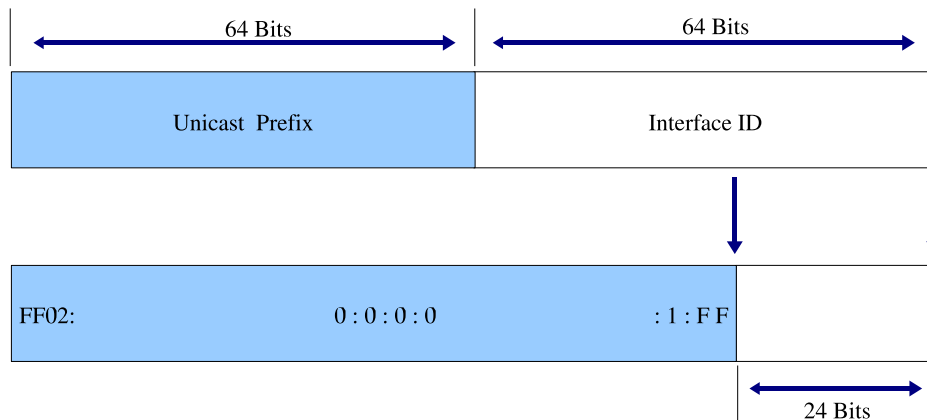 64 Bits 64 Bits
Unicast Prefix Interface ID
FF02: 0 : 0 : 0 : 0 : 1 : F F
24 Bits